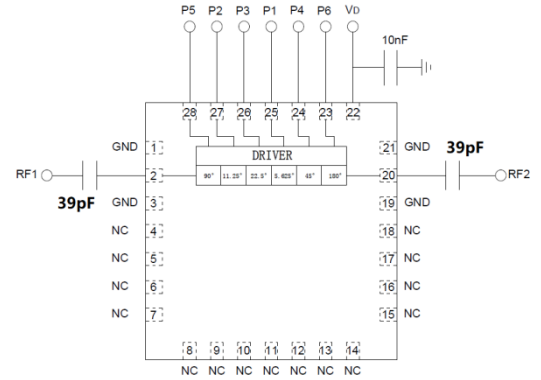 P5 P2 P3 P1 P4 P6 VD
10nF
28 27 26 25 24 23 22
GND 1 21 GND 39pF
DRIVER
RF1 2 90° 11.25° 22.5° 5.625° 45° 180° 20 RF2
39pF GND 3 19 GND
NC 4 18 NC
NC 5 17 NC
NC 6 16 NC
NC 7 15 NC
8 9 10 11 12 13 14
NC NC NC NC NC NC NC